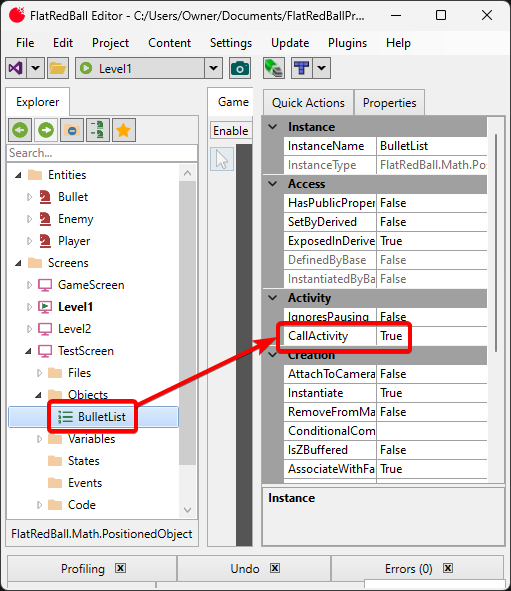 FlatRedBall Editor - C:/Users/Owner/Documents/FlatRedBallPr...
File Edit Project Content Settings Update Plugins Help
Level1
Explorer
Search...
Entities
Bullet
Enemy
Player
Screens
GameScreen
Level1
Level2
TestScreen
Files
Objects
BulletList
Variables
States
Events
Code
FlatRedBall.Math.PositionedObject
Game
Enable
Quick Actions Properties
Instance
InstanceName BulletList
InstanceType FlatRedBall.Math.Pos
Access
HasPublicProper False
SetByDerived False
ExposedInDerive True
DefinedByBase False
InstantiatedByBa False
Activity
IgnoresPausing False
CallActivity True
Creation
AttachToCamera False
Instantiate True
RemoveFromMa False
ConditionalCom
IsZBuffered False
AssociateWithFa True
Instance
Profiling Undo Errors (0)